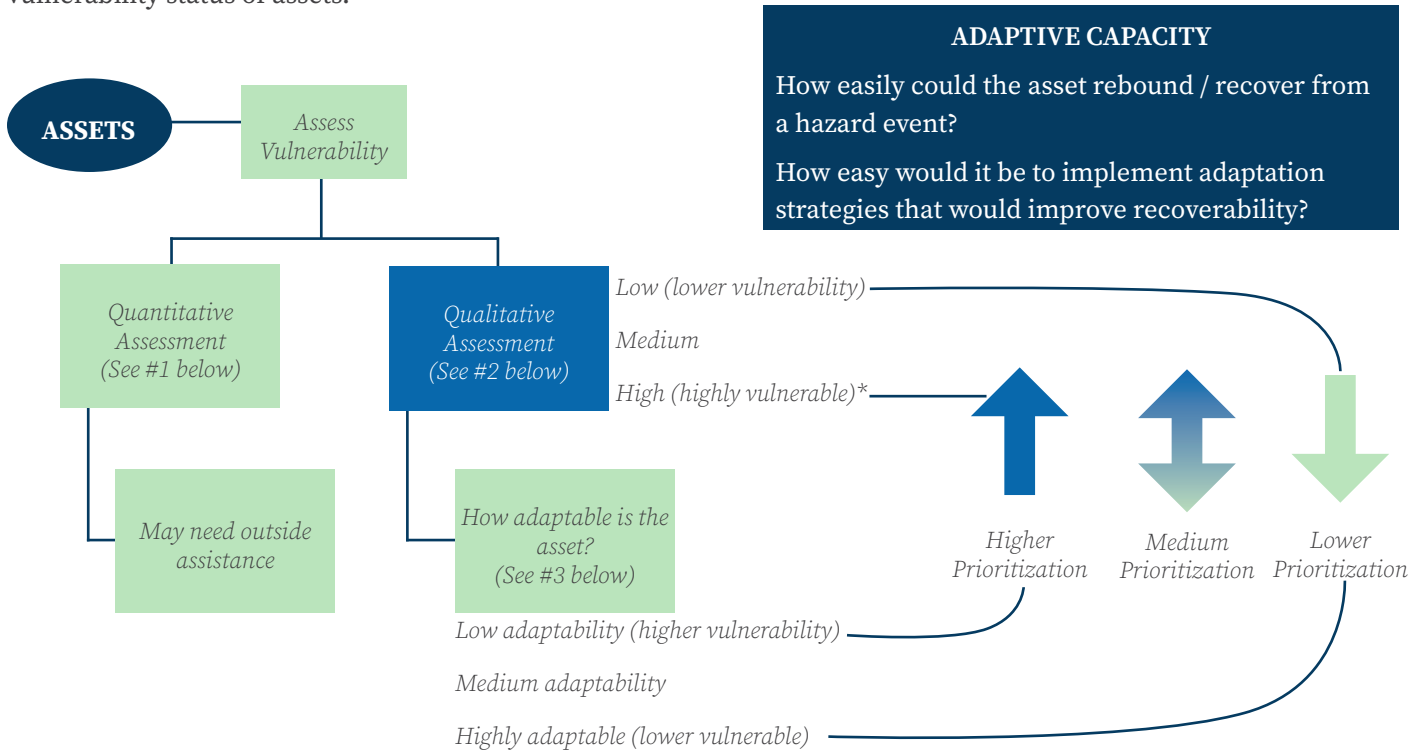 vulnerability status of assets.
ADAPTIVE CAPACITY
How easily could the asset rebound / recover from
a hazard event?
How easy would it be to implement adaptation
strategies that would improve recoverability?
ASSETS
Assess
Vulnerability
Quantitative
Assessment
(See #1 below)
Qualitative
Assessment
(See #2 below)
Low (lower vulnerability)
Medium
High (highly vulnerable)*
May need outside
assistance
How adaptable is the
asset?
(See #3 below)
Higher
Prioritization
Medium
Prioritization
Lower
Prioritization
Low adaptability (higher vulnerability)
Medium adaptability
Highly adaptable (lower vulnerable)